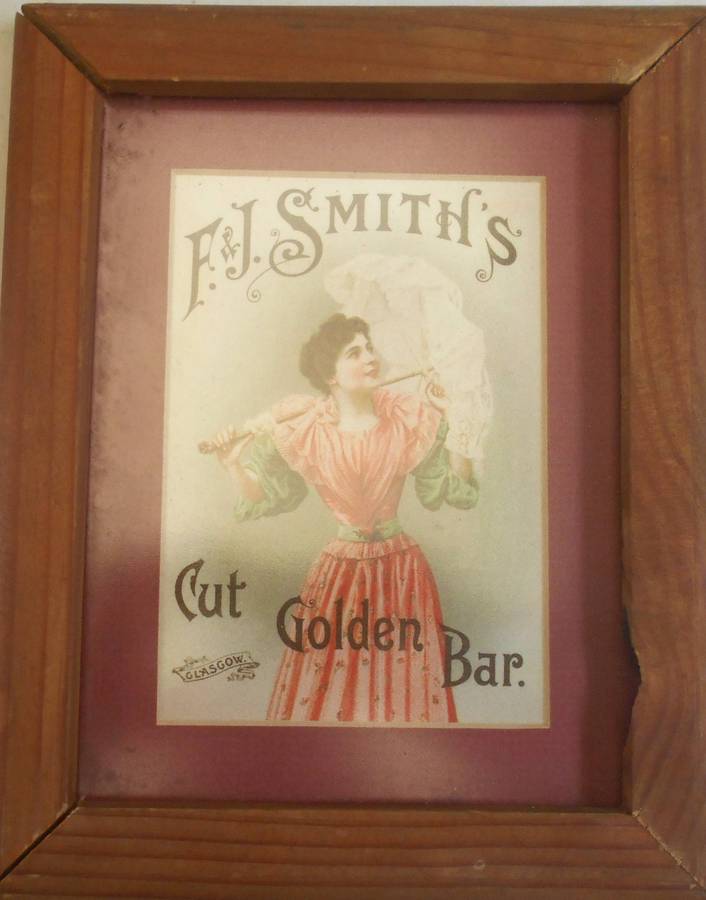 F.&J. SMITH'S
Cut
Golden
Bar.
GLASGOW.